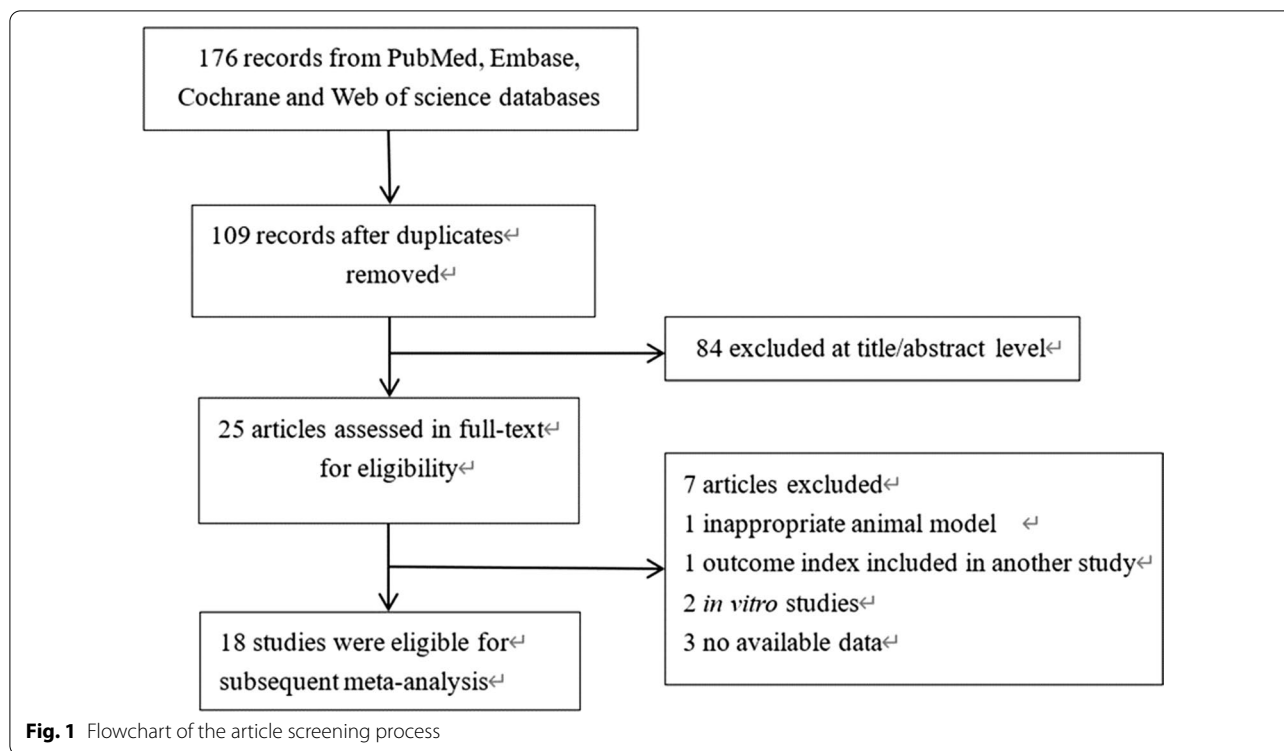 176 records from PubMed, Embase,
Cochrane and Web of science databases
109 records after duplicates↵
removed↵
84 excluded at title/abstract level↵
25 articles assessed in full-text↵
for eligibility↵
7 articles excluded↵
1 inappropriate animal model ↵
1 outcome index included in another study↵
2 in vitro studies↵
3 no available data↵
18 studies were eligible for↵
subsequent meta-analysis↵
Fig. 1 Flowchart of the article screening process